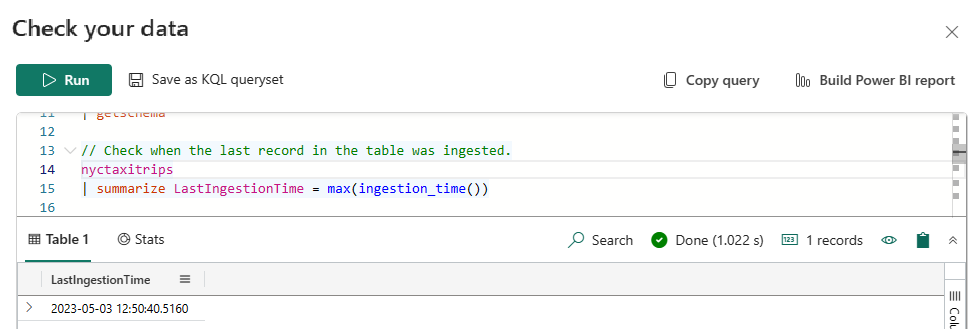 Check your data
Run
Save as KQL queryset
Copy query
Build Power BI report
11 | getschema
12
13 // Check when the last record in the table was ingested.
14 nyctaxitrips
15 | summarize LastIngestionTime = max(ingestion_time())
16
Table 1
Stats
Search
Done (1.022 s)
123
1 records
LastIngestionTime
2023-05-03 12:50:40.5160